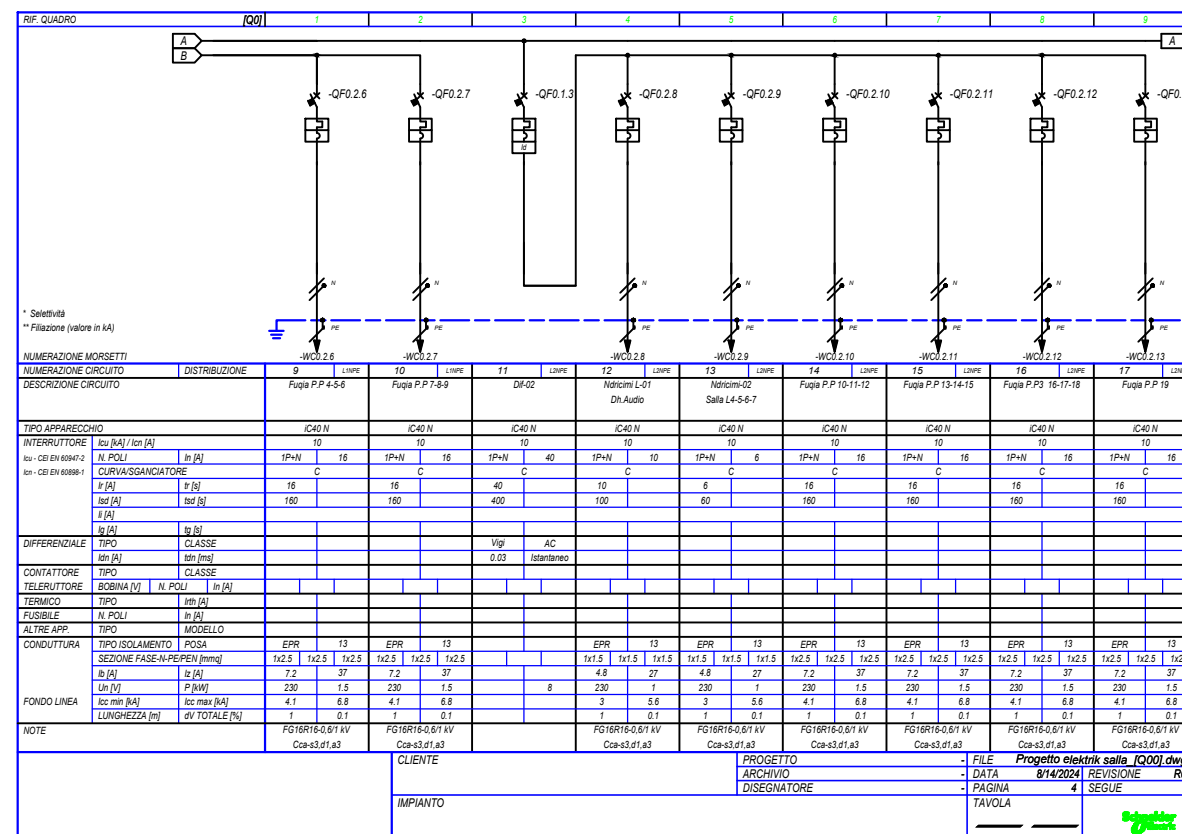 RIF. QUADRO [Q0] 1 2 3 4 5 6 7 8 9
A A
B
-QF0.2.6 -QF0.2.7 -QF0.1.3 -QF0.2.8 -QF0.2.9 -QF0.2.10 -QF0.2.11 -QF0.2.12 -QF0.
Id
N N N N N N N N
* Selettività
** Filiazione (valore in kA)
PE PE PE PE PE PE PE PE
NUMERAZIONE MORSETTI -WC0.2.6 -WC0.2.7 -WC0.2.8 -WC0.2.9 -WC0.2.10 -WC0.2.11 -WC0.2.12 -WC0.2.13
NUMERAZIONE CIRCUITO DISTRIBUZIONE 9 L1NPE 10 L1NPE 11 L2NPE 12 L2NPE 13 L2NPE 14 L2NPE 15 L2NPE 16 L2NPE 17
DESCRIZIONE CIRCUITO Fuqia P.P 4-5-6 Fuqia P.P 7-8-9 Dif-02 Ndricimi L-01 Ndricimi-02 Fuqia P.P 10-11-12 Fuqia P.P 13-14-15 Fuqia P.P3 16-17-18 Fuqia P.P 19
Dh.Audio Salla L4-5-6-7
TIPO APPARECCHIO iC40 N iC40 N iC40 N iC40 N iC40 N iC40 N iC40 N iC40 N iC40 N
INTERRUTTORE Icu [kA] / Icn [A] 10 10 10 10 10 10 10 10 10
Icu - CEI EN 60947-2 N. POLI In [A] 1P+N 16 1P+N 16 1P+N 40 1P+N 10 1P+N 6 1P+N 16 1P+N 16 1P+N 16 1P+N 16
Icn - CEI EN 60898-1 CURVA/SGANCIATORE C C C C C C C C C
Ir [A] tr [s] 16 16 40 10 6 16 16 16 16
Isd [A] tsd [s] 160 160 400 100 60 160 160 160 160
Ii [A]
Ig [A] tg [s]
DIFFERENZIALE TIPO CLASSE Vigi AC
Idn [A] tdn [ms] 0.03 Istantaneo
CONTATTORE TIPO CLASSE
TELERUTTORE BOBINA [V] N. POLI In [A]
TERMICO TIPO Irth [A]
FUSIBILE N. POLI In [A]
ALTRE APP. TIPO MODELLO
CONDUTTURA TIPO ISOLAMENTO POSA EPR 13 EPR 13 EPR 13 EPR 13 EPR 13 EPR 13 EPR 13 EPR 13
SEZIONE FASE-N-PE/PEN [mmq] 1x2.5 1x2.5 1x2.5 1x2.5 1x2.5 1x2.5 1x1.5 1x1.5 1x1.5 1x1.5 1x1.5 1x1.5 1x2.5 1x2.5 1x2.5 1x2.5 1x2.5 1x2.5 1x2.5 1x2.5 1x2.5 1x2.5 1x2.5
Ib [A] Iz [A] 7.2 37 7.2 37 4.8 27 4.8 27 7.2 37 7.2 37 7.2 37 7.2 37
Un [V] P [kW] 230 1.5 230 1.5 8 230 1 230 1 230 1.5 230 1.5 230 1.5 230 1.5
FONDO LINEA Icc min [kA] Icc max [kA] 4.1 6.8 4.1 6.8 3 5.6 3 5.6 4.1 6.8 4.1 6.8 4.1 6.8 4.1 6.8
LUNGHEZZA [m] dV TOTALE [%] 1 0.1 1 0.1 1 0.1 1 0.1 1 0.1 1 0.1 1 0.1 1 0.1
NOTE FG16R16-0,6/1 kV FG16R16-0,6/1 kV FG16R16-0,6/1 kV FG16R16-0,6/1 kV FG16R16-0,6/1 kV FG16R16-0,6/1 kV FG16R16-0,6/1 kV FG16R16-0,6/1 kV
Cca-s3,d1,a3 Cca-s3,d1,a3 Cca-s3,d1,a3 Cca-s3,d1,a3 Cca-s3,d1,a3 Cca-s3,d1,a3 Cca-s3,d1,a3 Cca-s3,d1,a3
CLIENTE PROGETTO - FILE Progetto elektrik salla_[Q00].dwg
ARCHIVIO - DATA 8/14/2024 REVISIONE
DISEGNATORE - PAGINA 4 SEGUE
IMPIANTO TAVOLA
Schneider
Electric